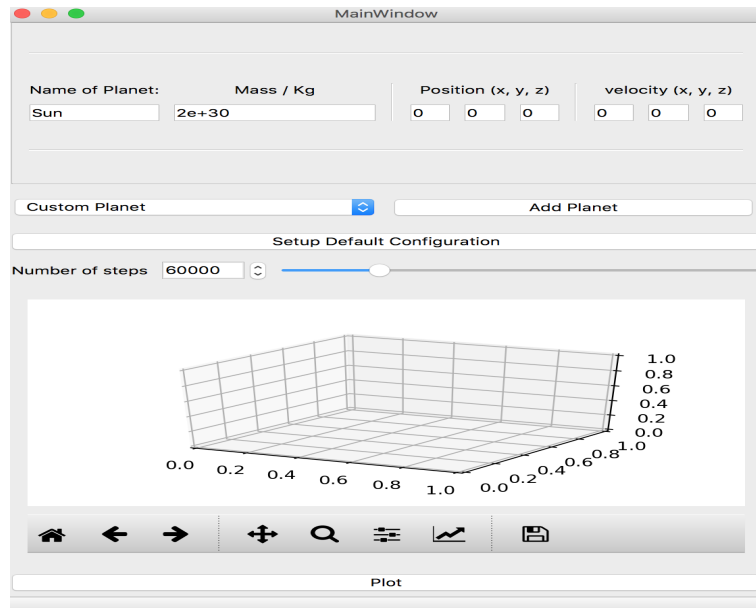 MainWindow
Name of Planet: Mass / Kg Position (x, y, z) velocity (x, y, z)
Sun 2e+30 0 0 0 0 0 0
Custom Planet Add Planet
Setup Default Configuration
Number of steps 60000
1.0
0.8
0.6
0.4
0.2
0.0
0.0 0.2 0.4 0.6 0.8 1.0
0.0 0.2 0.4 0.6 0.8 1.0
Plot